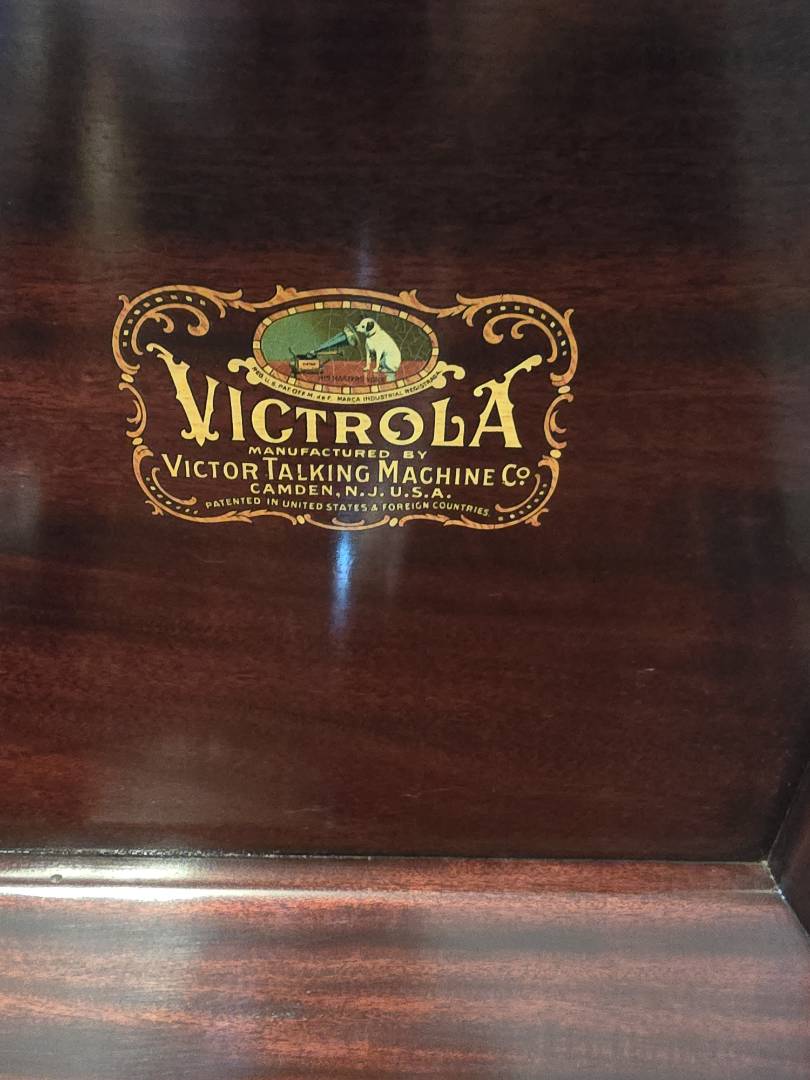 HIS MASTER'S VOICE
REG. U.S. PAT. OFF. M. de F. MARCA INDUSTRIAL REGISTRADA
VICTROLA
MANUFACTURED BY
VICTOR TALKING MACHINE Co.
CAMDEN, N.J. U.S.A.
PATENTED IN UNITED STATES & FOREIGN COUNTRIES.